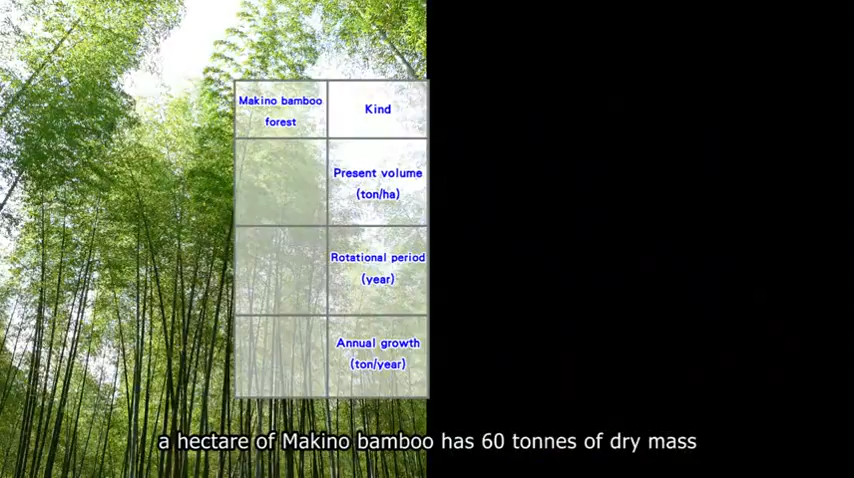 Makino bamboo
forest
Kind
Present volume
(ton/ha)
Rotational period
(year)
Annual growth
(ton/year)
a hectare of Makino bamboo has 60 tonnes of dry mass